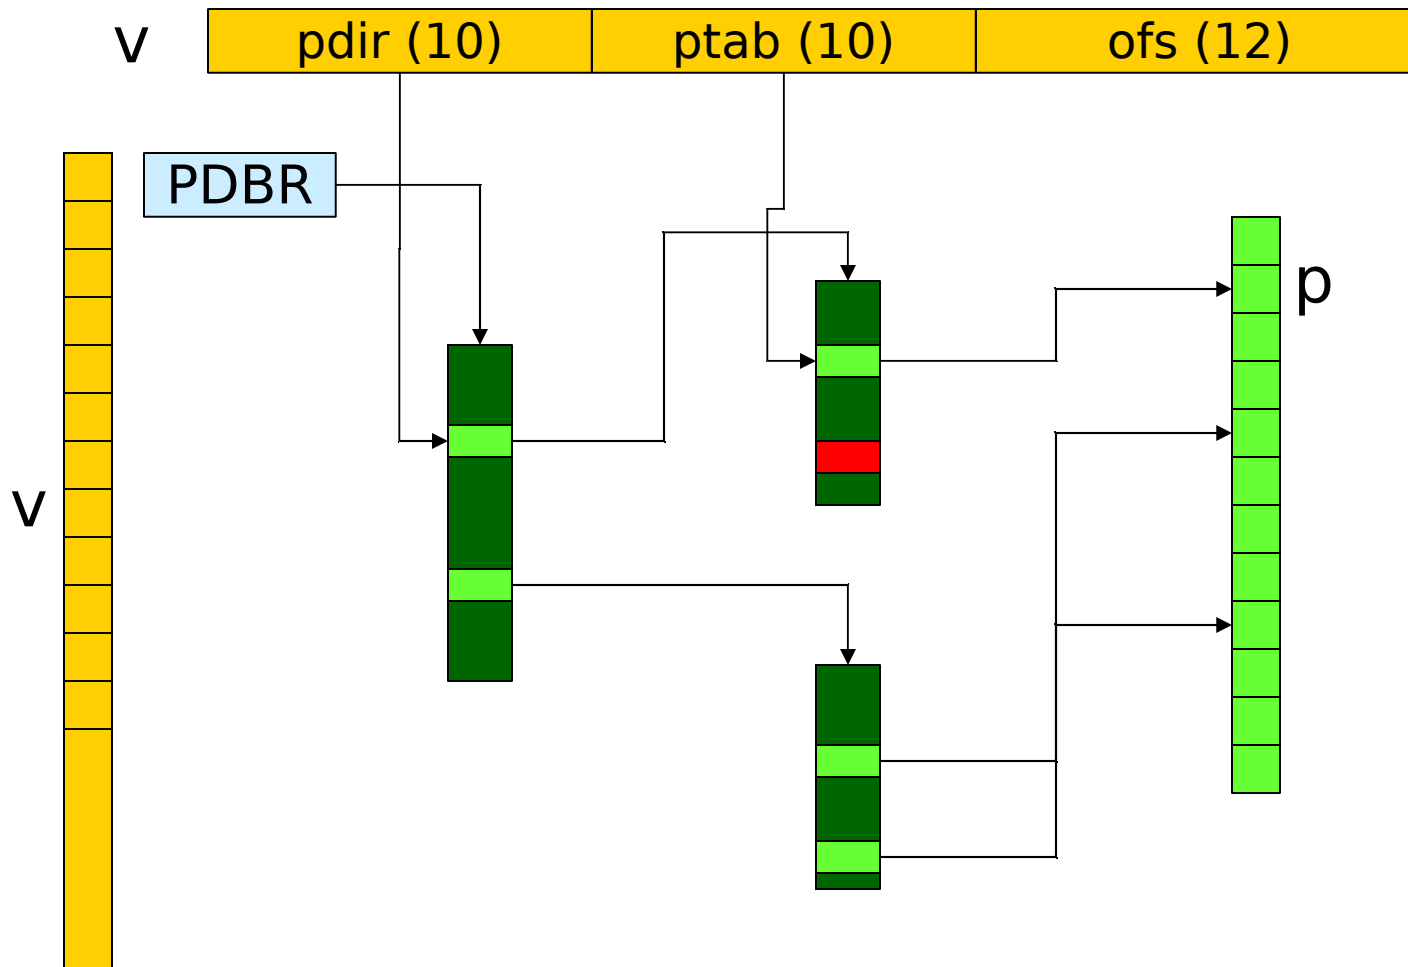 v
pdir (10)
ptab (10)
ofs (12)
PDBR
p
v